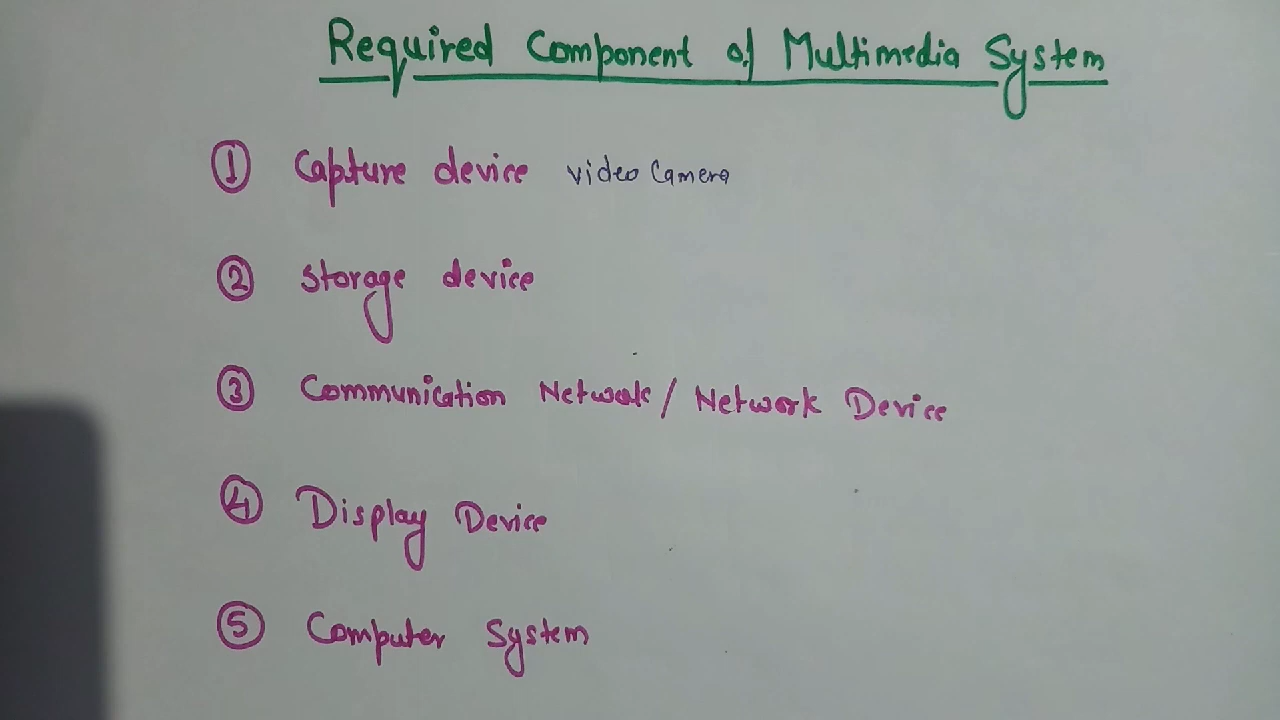 Required Component of Multimedia System
① Capture device video Camera
② Storage device
③ Communication Network / Network Device
④ Display Device
⑤ Computer System